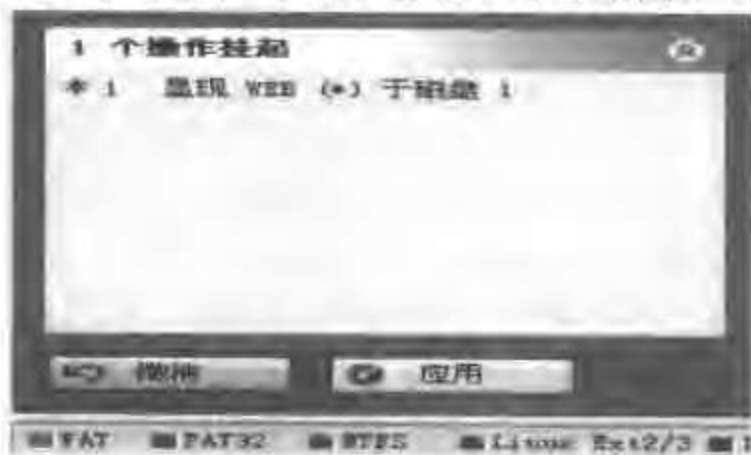 1 个操作挂起
1 显现 WEB (*) 于磁盘 1
撤消 应用
FAT FAT32 NTFS Linux Ext2/3